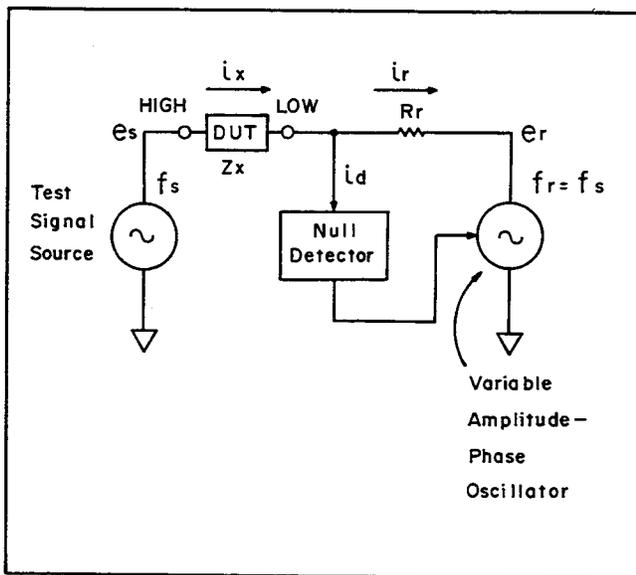 ix
ir
HIGH
LOW
Rr
es
DUT
er
Zx
fs
id
fr = fs
Test
Signal
Source
Null
Detector
Variable
Amplitude-
Phase
Oscillator